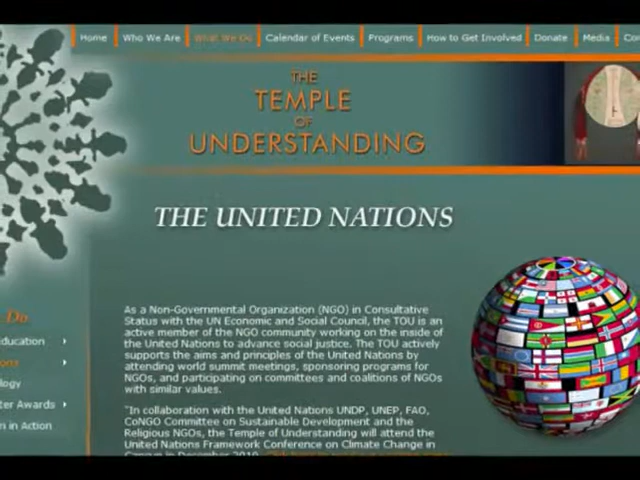 Home Who We Are What We Do Calendar of Events Programs How to Get Involved Donate Media
THE
TEMPLE
OF
UNDERSTANDING
THE UNITED NATIONS
As a Non-Governmental Organization (NGO) in Consultative
Status with the UN Economic and Social Council, the TOU is an
active member of the NGO community working on the inside of
the United Nations to advance social justice. The TOU actively
supports the aims and principles of the United Nations by
attending world summit meetings, sponsoring programs for
NGOs, and participating on committees and coalitions of NGOs
with similar values.
"In collaboration with the United Nations UNDP, UNEP, FAO,
CoNGO Committee on Sustainable Development and the
Religious NGOs, the Temple of Understanding will attend the
United Nations Framework Conference on Climate Change in
Cancun in December 2010.
Do
Education
ons
logy
ter Awards
n in Action